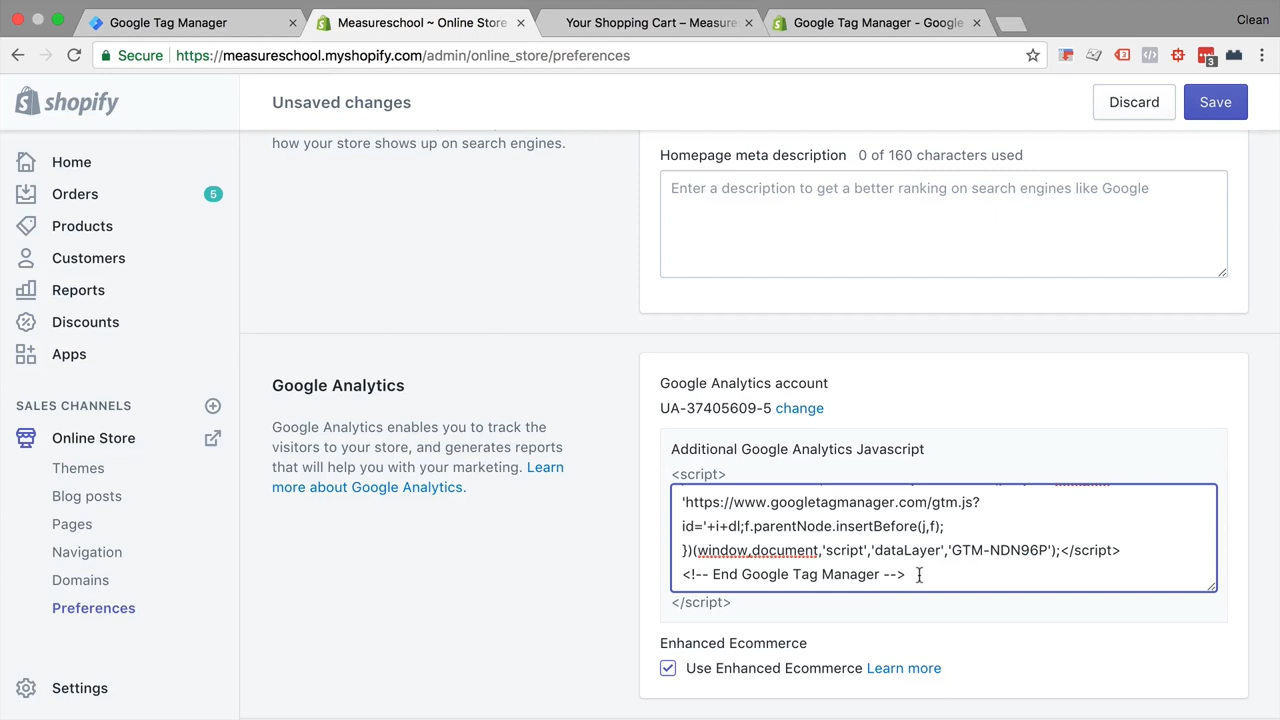 Google Tag Manager
Measureschool ~ Online Store
Your Shopping Cart – Measure
Google Tag Manager - Google
Clean
Secure
https://measureschool.myshopify.com/admin/online_store/preferences
3
shopify
Unsaved changes
Discard
Save
Home
Orders
5
Products
Customers
Reports
Discounts
Apps
SALES CHANNELS
Online Store
Themes
Blog posts
Pages
Navigation
Domains
Preferences
Settings
how your store shows up on search engines.
Homepage meta description 0 of 160 characters used
Enter a description to get a better ranking on search engines like Google
Google Analytics
Google Analytics enables you to track the
visitors to your store, and generates reports
that will help you with your marketing. Learn
more about Google Analytics.
Google Analytics account
UA-37405609-5 change
Additional Google Analytics Javascript
<script>
'https://www.googletagmanager.com/gtm.js?
id='+i+dl;f.parentNode.insertBefore(j,f);
})(window,document,'script','dataLayer','GTM-NDN96P');</script>
<!-- End Google Tag Manager -->
</script>
Enhanced Ecommerce
Use Enhanced Ecommerce Learn more